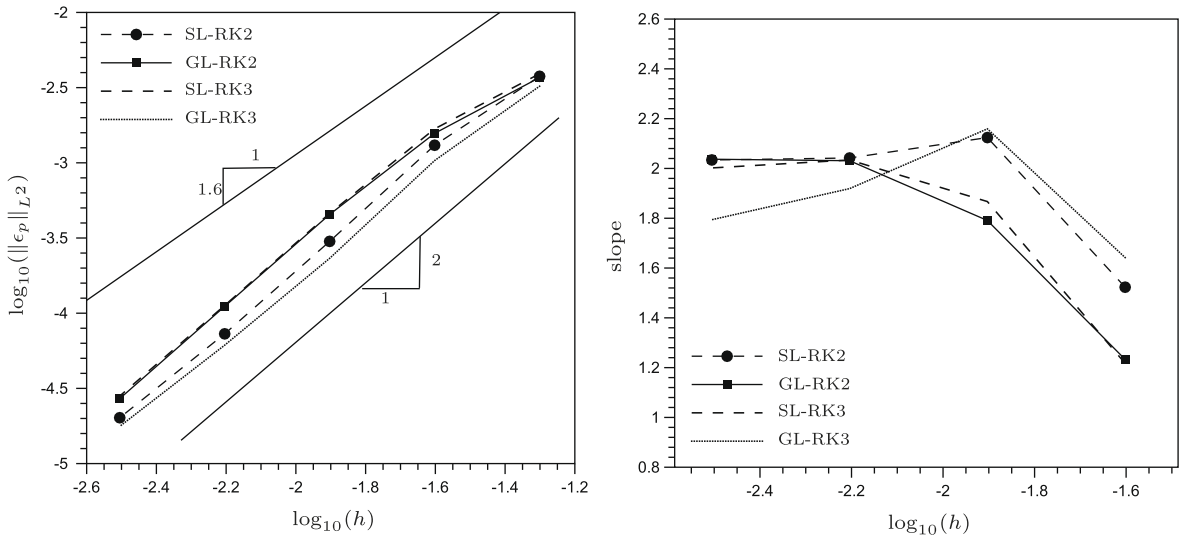 -2
-2.5
-3
-3.5
-4
-4.5
-5
log₁₀(‖ϵₚ‖_{L²})
SL-RK2
GL-RK2
SL-RK3
GL-RK3
1
1.6
2
1
-2.6 -2.4 -2.2 -2 -1.8 -1.6 -1.4 -1.2
log₁₀(h)
2.6
2.4
2.2
2
1.8
1.6
1.4
1.2
1
0.8
slope
SL-RK2
GL-RK2
SL-RK3
GL-RK3
-2.4 -2.2 -2 -1.8 -1.6
log₁₀(h)